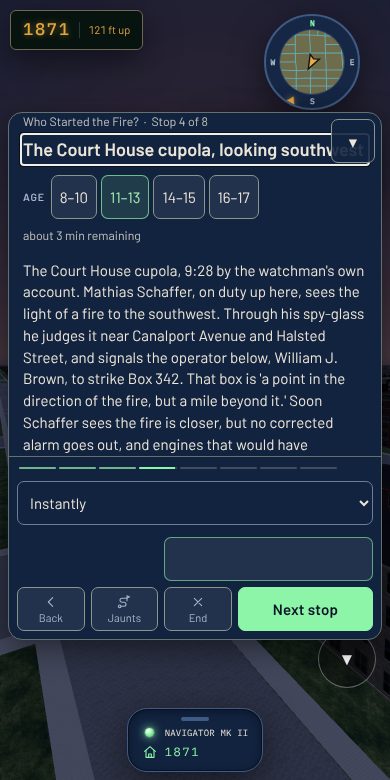 1871 121 ft up
N
W E
S
Who Started the Fire? · Stop 4 of 8
The Court House cupola, looking southwest
AGE 8–10 11–13 14–15 16–17
about 3 min remaining
The Court House cupola, 9:28 by the watchman's own
account. Mathias Schaffer, on duty up here, sees the
light of a fire to the southwest. Through his spy-glass
he judges it near Canalport Avenue and Halsted
Street, and signals the operator below, William J.
Brown, to strike Box 342. That box is 'a point in the
direction of the fire, but a mile beyond it.' Soon
Schaffer sees the fire is closer, but no corrected
alarm goes out, and engines that would have
Instantly
Back Jaunts End Next stop
NAVIGATOR MK II
1871